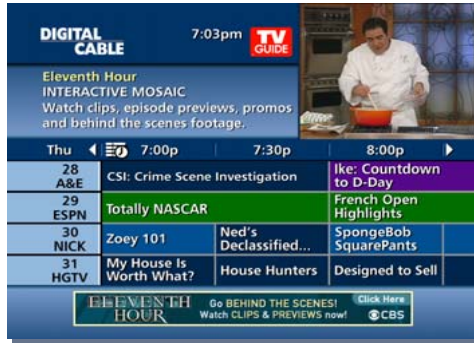 DIGITAL
CABLE
7:03pm
TV
GUIDE
Eleventh Hour
INTERACTIVE MOSAIC
Watch clips, episode previews, promos
and behind the scenes footage.
Thu 7:00p 7:30p 8:00p
28
A&E
CSI: Crime Scene Investigation
Ike: Countdown
to D-Day
29
ESPN
Totally NASCAR
French Open
Highlights
30
NICK
Zoey 101
Ned's
Declassified...
SpongeBob
SquarePants
31
HGTV
My House Is
Worth What?
House Hunters
Designed to Sell
ELEVENTH
HOUR
Go BEHIND THE SCENES!
Watch CLIPS & PREVIEWS now!
Click Here
CBS